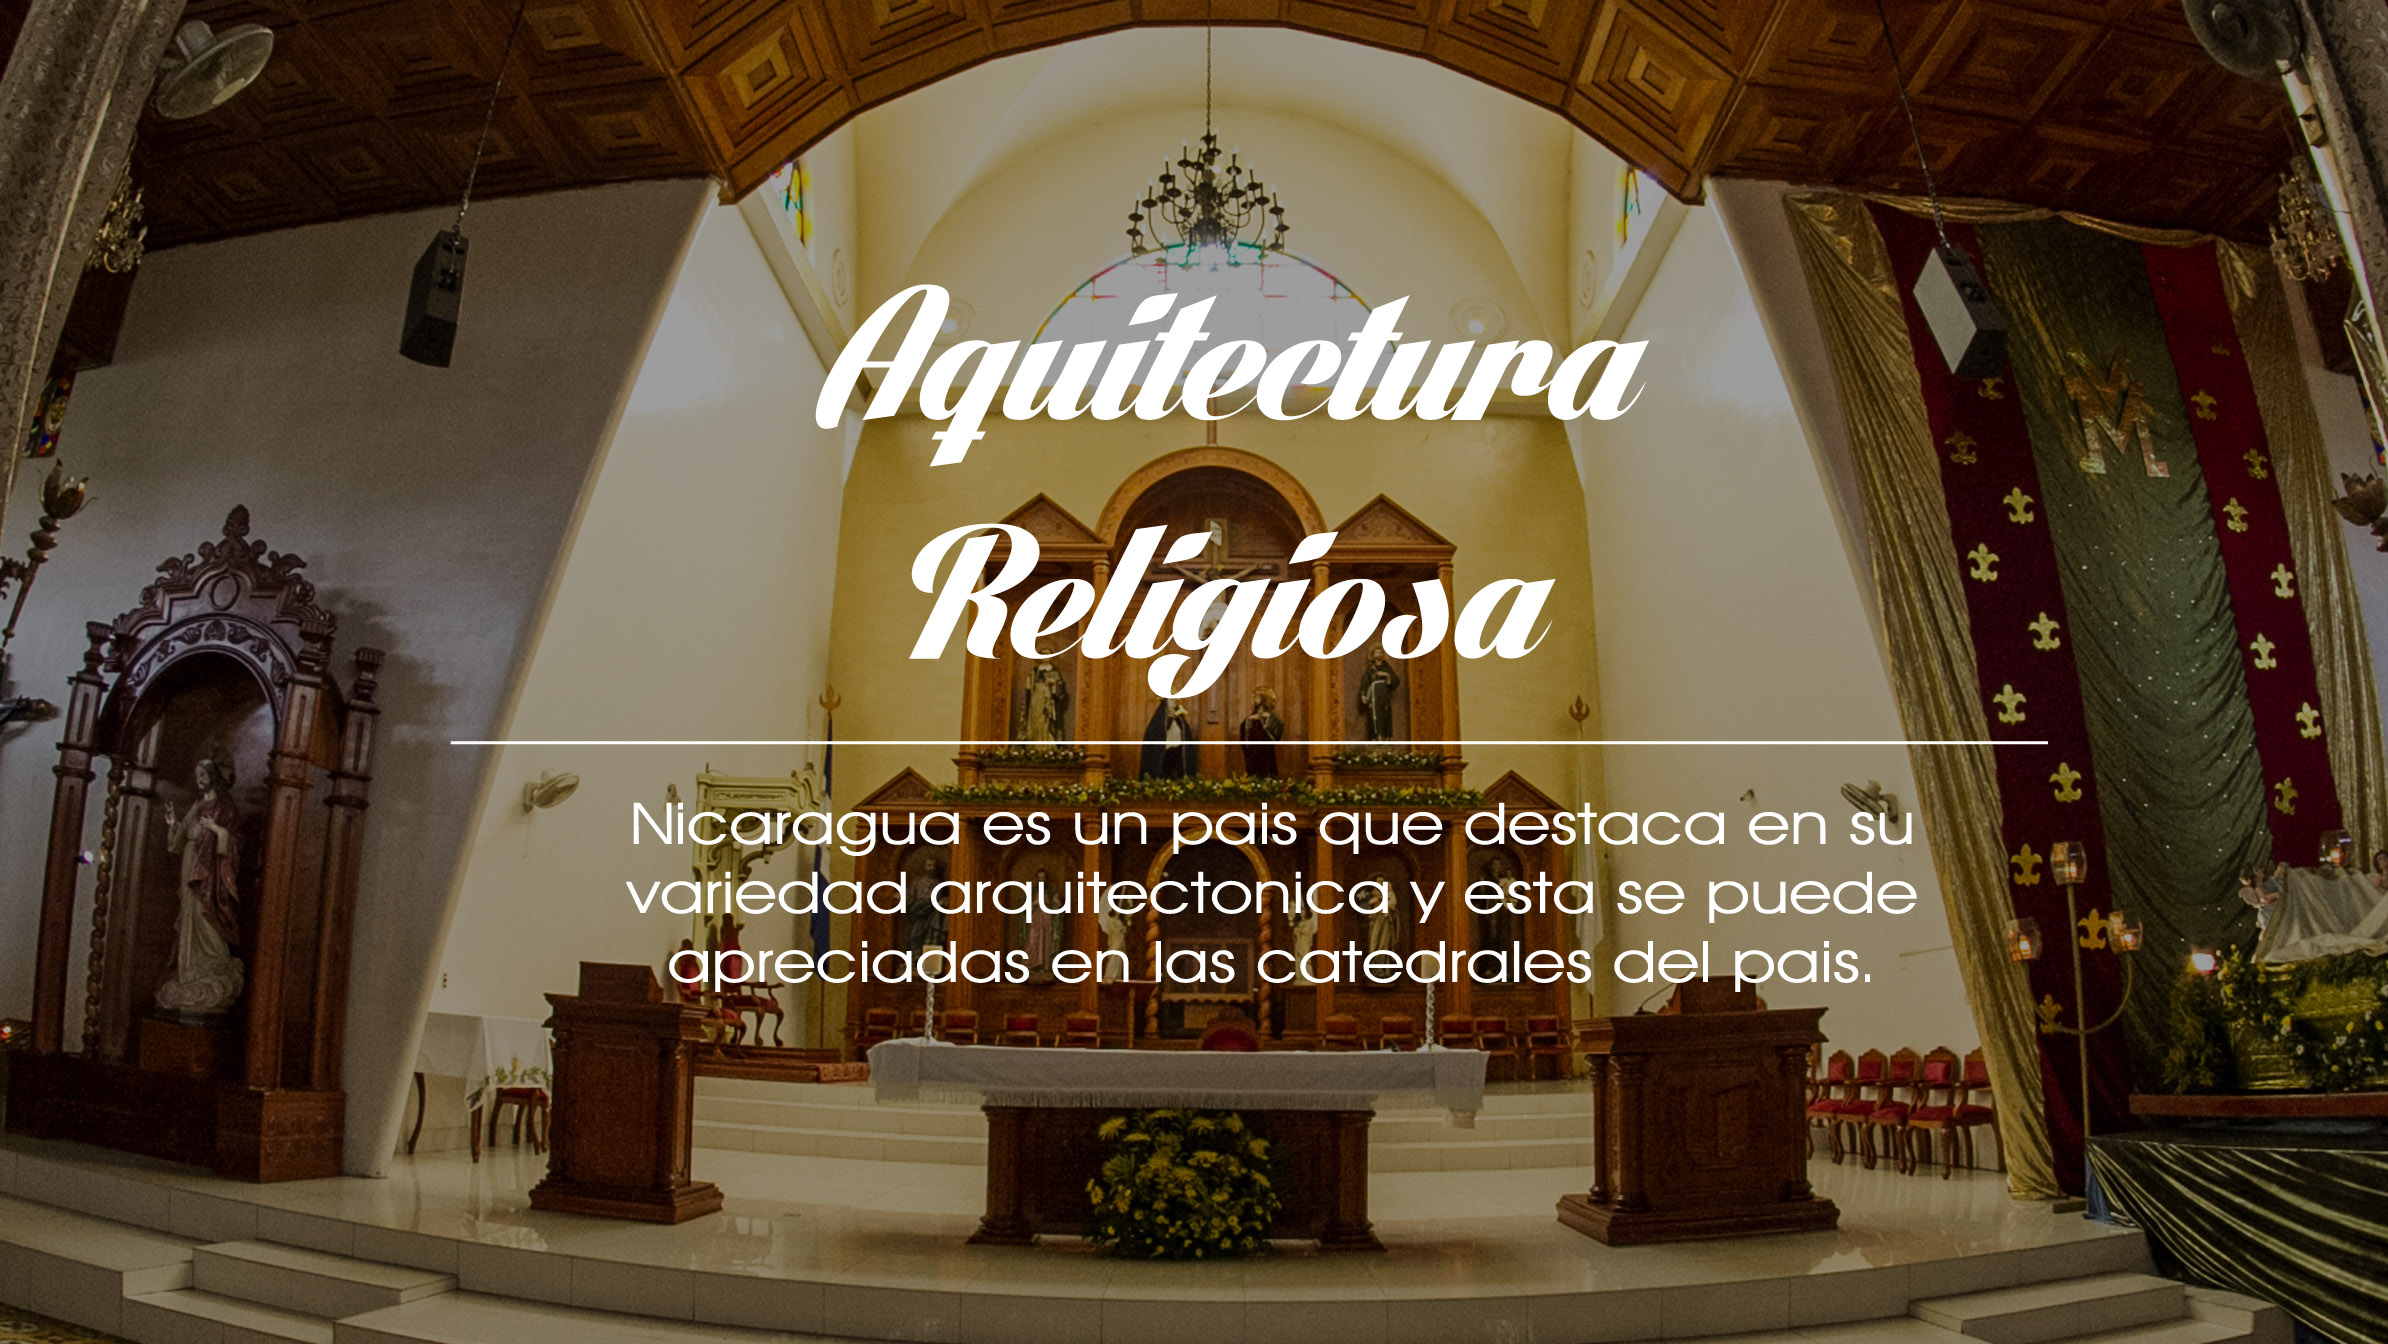 Aquitectura
Religiosa
Nicaragua es un pais que destaca en su
variedad arquitectonica y esta se puede
apreciadas en las catedrales del pais.
M